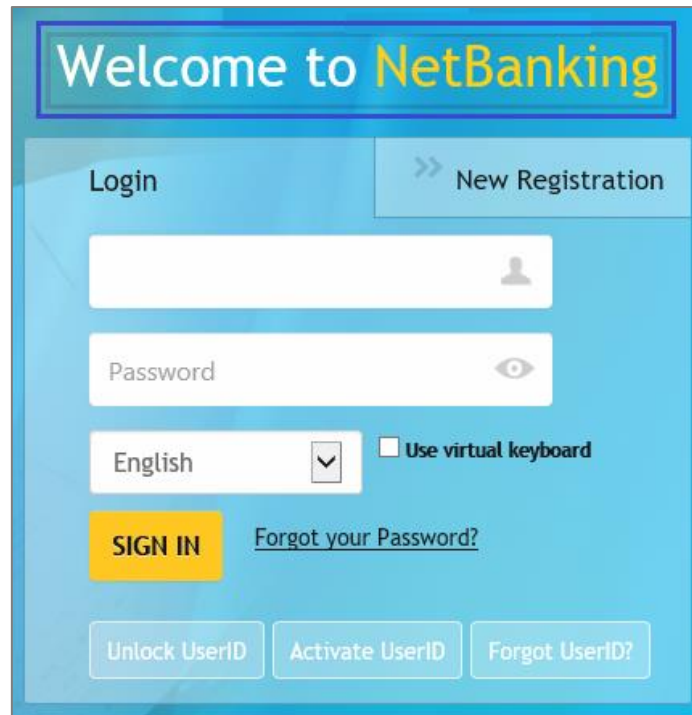 Welcome to NetBanking
Login
New Registration
Password
English
Use virtual keyboard
SIGN IN
Forgot your Password?
Unlock UserID
Activate UserID
Forgot UserID?